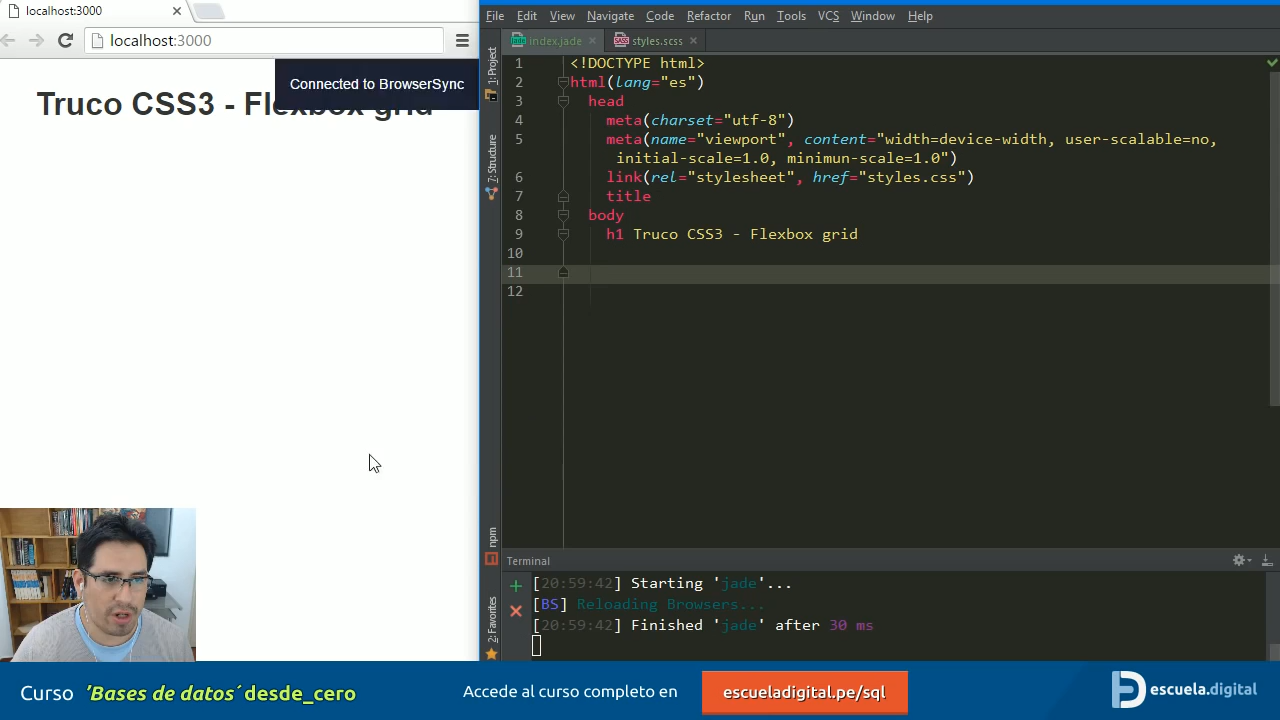 localhost:3000
localhost:3000
Connected to BrowserSync
Truco CSS3 - Flexbox grid
File Edit View Navigate Code Refactor Run Tools VCS Window Help
index.jade
styles.scss
1: Project
7: Structure
npm
2: Favorites
1 <!DOCTYPE html>
2 html(lang="es")
3 head
4 meta(charset="utf-8")
5 meta(name="viewport", content="width=device-width, user-scalable=no,
initial-scale=1.0, minimun-scale=1.0")
6 link(rel="stylesheet", href="styles.css")
7 title
8 body
9 h1 Truco CSS3 - Flexbox grid
10
11
12
Terminal
[20:59:42] Starting 'jade'...
[BS] Reloading Browsers...
[20:59:42] Finished 'jade' after 30 ms
Curso 'Bases de datos´ desde_cero
Accede al curso completo en
escueladigital.pe/sql
escuela.digital